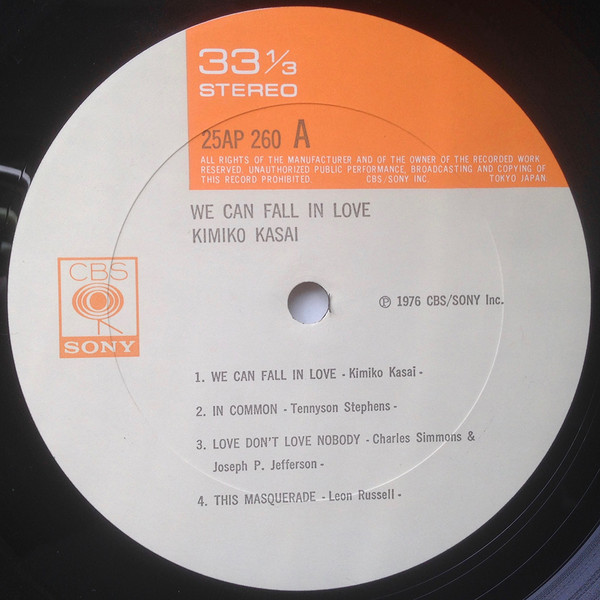 33 1/3
STEREO
25AP 260 A
ALL RIGHTS OF THE MANUFACTURER AND OF THE OWNER OF THE RECORDED WORK
RESERVED. UNAUTHORIZED PUBLIC PERFORMANCE, BROADCASTING AND COPYING OF
THIS RECORD PROHIBITED. CBS/SONY INC. TOKYO JAPAN.
WE CAN FALL IN LOVE
KIMIKO KASAI
CBS
SONY
℗ 1976 CBS/SONY Inc.
1. WE CAN FALL IN LOVE - Kimiko Kasai -
2. IN COMMON - Tennyson Stephens -
3. LOVE DON'T LOVE NOBODY - Charles Simmons &
Joseph P. Jefferson -
4. THIS MASQUERADE - Leon Russell -